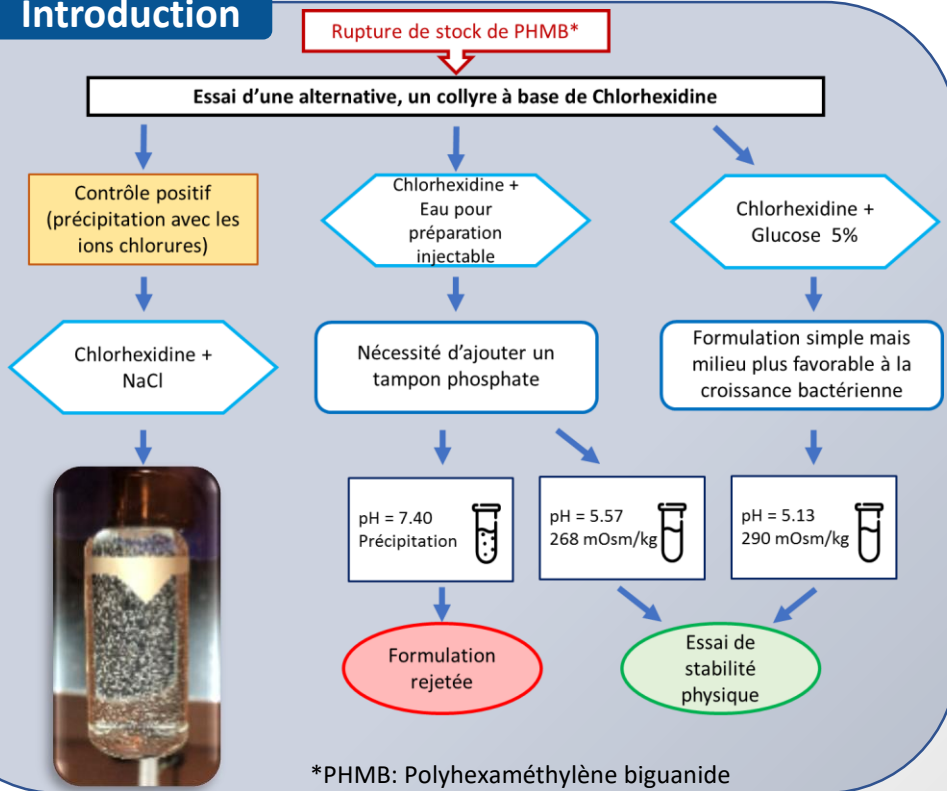 Introduction
Rupture de stock de PHMB*
Essai d'une alternative, un collyre à base de Chlorhexidine
Contrôle positif
(précipitation avec les
ions chlorures)
Chlorhexidine +
Eau pour
préparation
injectable
Chlorhexidine +
Glucose 5%
Chlorhexidine +
NaCl
Nécessité d'ajouter un
tampon phosphate
Formulation simple mais
milieu plus favorable à la
croissance bactérienne
pH = 7.40
Précipitation
pH = 5.57
268 mOsm/kg
pH = 5.13
290 mOsm/kg
Formulation
rejetée
Essai de
stabilité
physique
*PHMB: Polyhexaméthylène biguanide